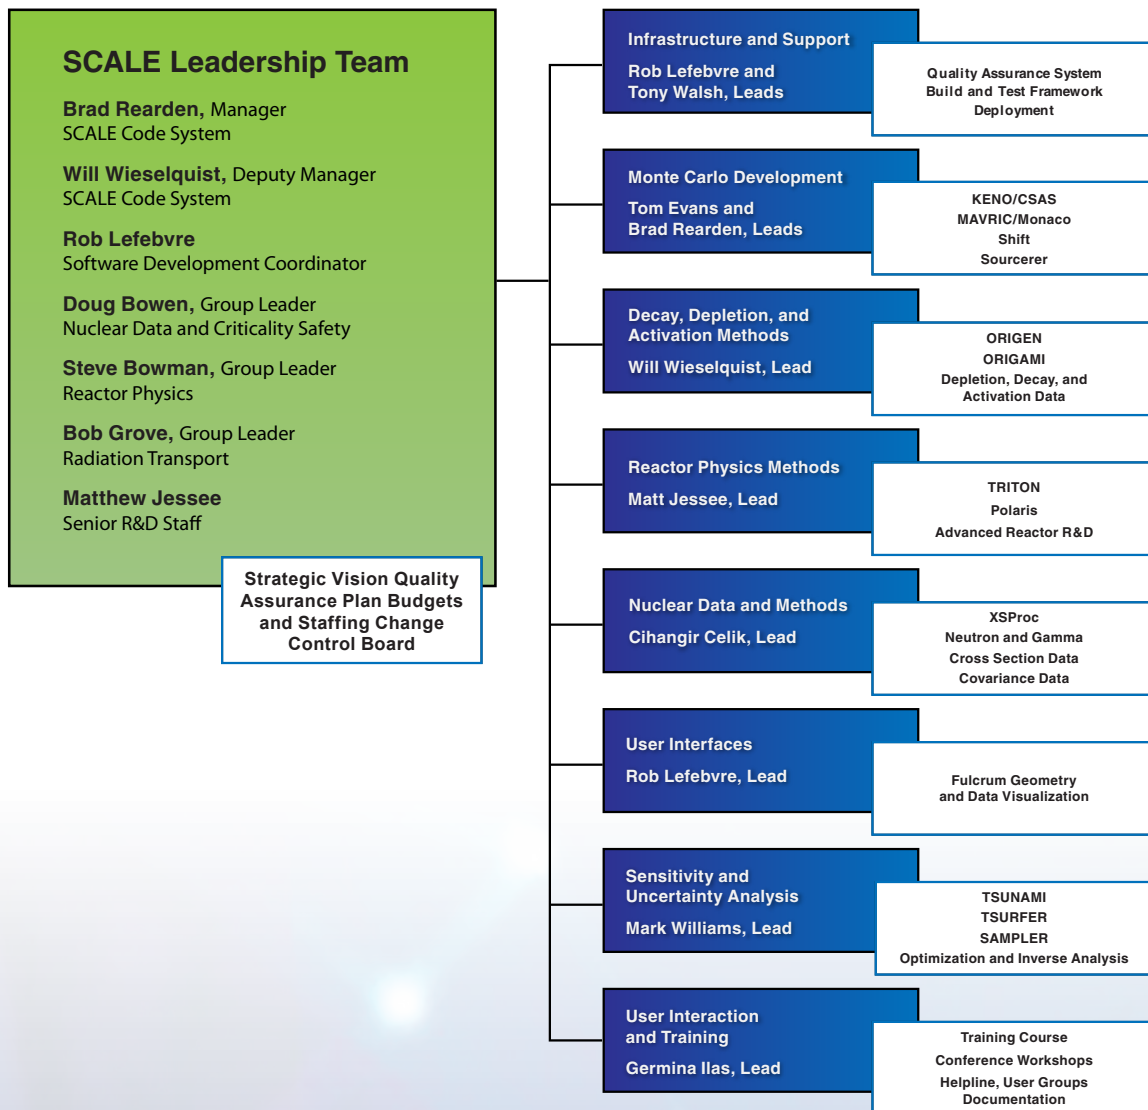 SCALE Leadership Team
Brad Rearden, Manager
SCALE Code System
Will Wieselquist, Deputy Manager
SCALE Code System
Rob Lefebvre
Software Development Coordinator
Doug Bowen, Group Leader
Nuclear Data and Criticality Safety
Steve Bowman, Group Leader
Reactor Physics
Bob Grove, Group Leader
Radiation Transport
Matthew Jessee
Senior R&D Staff
Strategic Vision Quality
Assurance Plan Budgets
and Staffing Change
Control Board
Infrastructure and Support
Rob Lefebvre and
Tony Walsh, Leads
Quality Assurance System
Build and Test Framework
Deployment
Monte Carlo Development
Tom Evans and
Brad Rearden, Leads
KENO/CSAS
MAVRIC/Monaco
Shift
Sourcerer
Decay, Depletion, and
Activation Methods
Will Wieselquist, Lead
ORIGEN
ORIGAMI
Depletion, Decay, and
Activation Data
Reactor Physics Methods
Matt Jessee, Lead
TRITON
Polaris
Advanced Reactor R&D
Nuclear Data and Methods
Cihangir Celik, Lead
XSProc
Neutron and Gamma
Cross Section Data
Covariance Data
User Interfaces
Rob Lefebvre, Lead
Fulcrum Geometry
and Data Visualization
Sensitivity and
Uncertainty Analysis
Mark Williams, Lead
TSUNAMI
TSURFER
SAMPLER
Optimization and Inverse Analysis
User Interaction
and Training
Germina Ilas, Lead
Training Course
Conference Workshops
Helpline, User Groups
Documentation